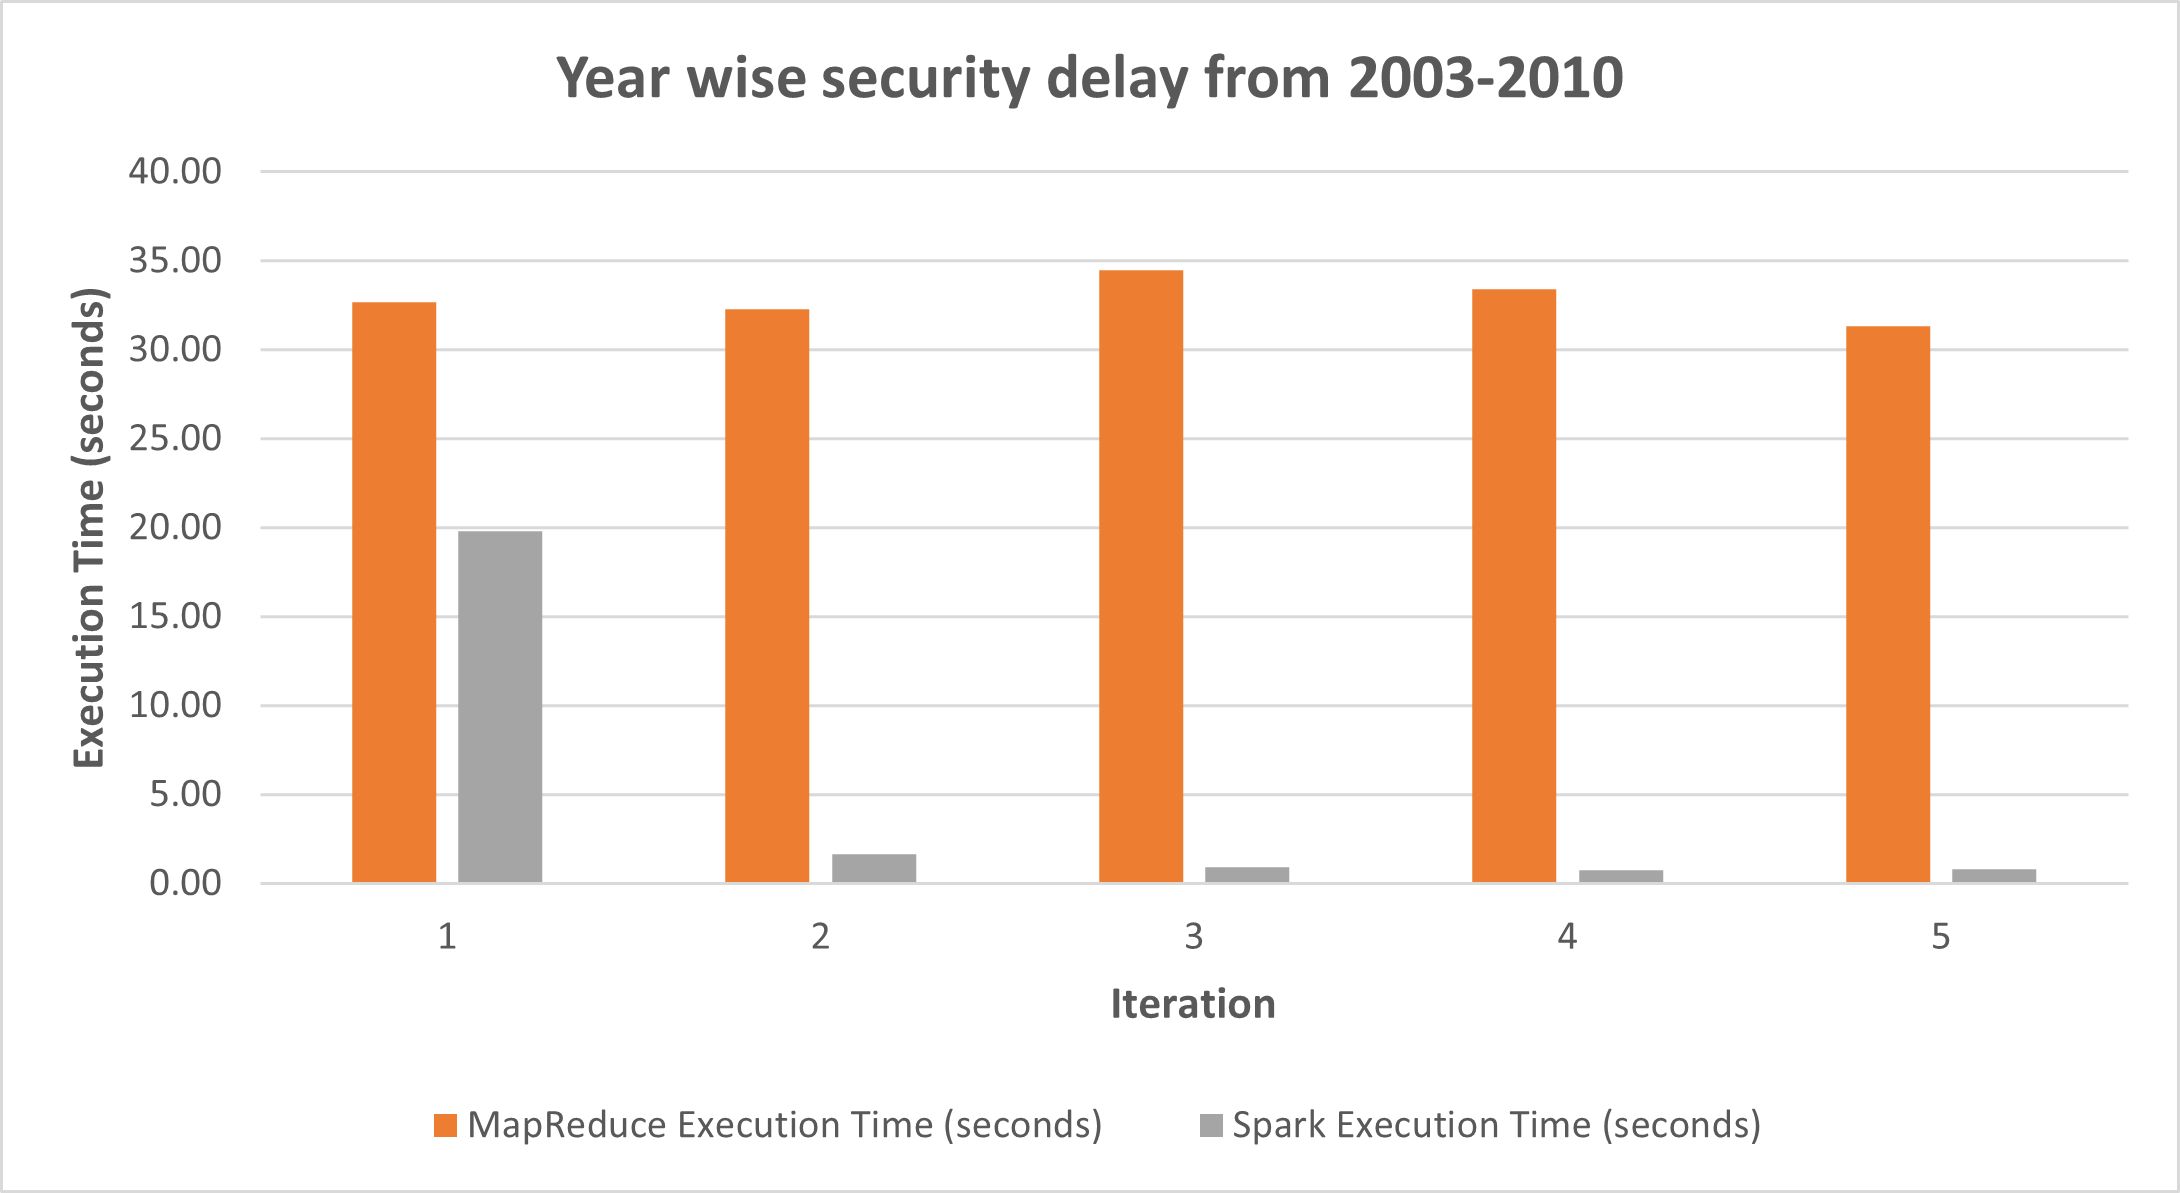 Year wise security delay from 2003-2010
40.00
35.00
30.00
25.00
20.00
15.00
10.00
5.00
0.00
Execution Time (seconds)
1 2 3 4 5
Iteration
MapReduce Execution Time (seconds) Spark Execution Time (seconds)